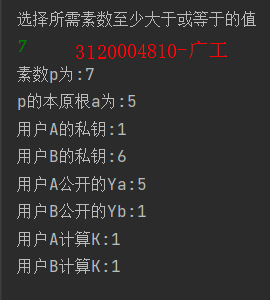 选择所需素数至少大于或等于的值
7
3120004810-广工
素数p为:7
p的本原根a为:5
用户A的私钥:1
用户B的私钥:6
用户A公开的Ya:5
用户B公开的Yb:1
用户A计算K:1
用户B计算K:1